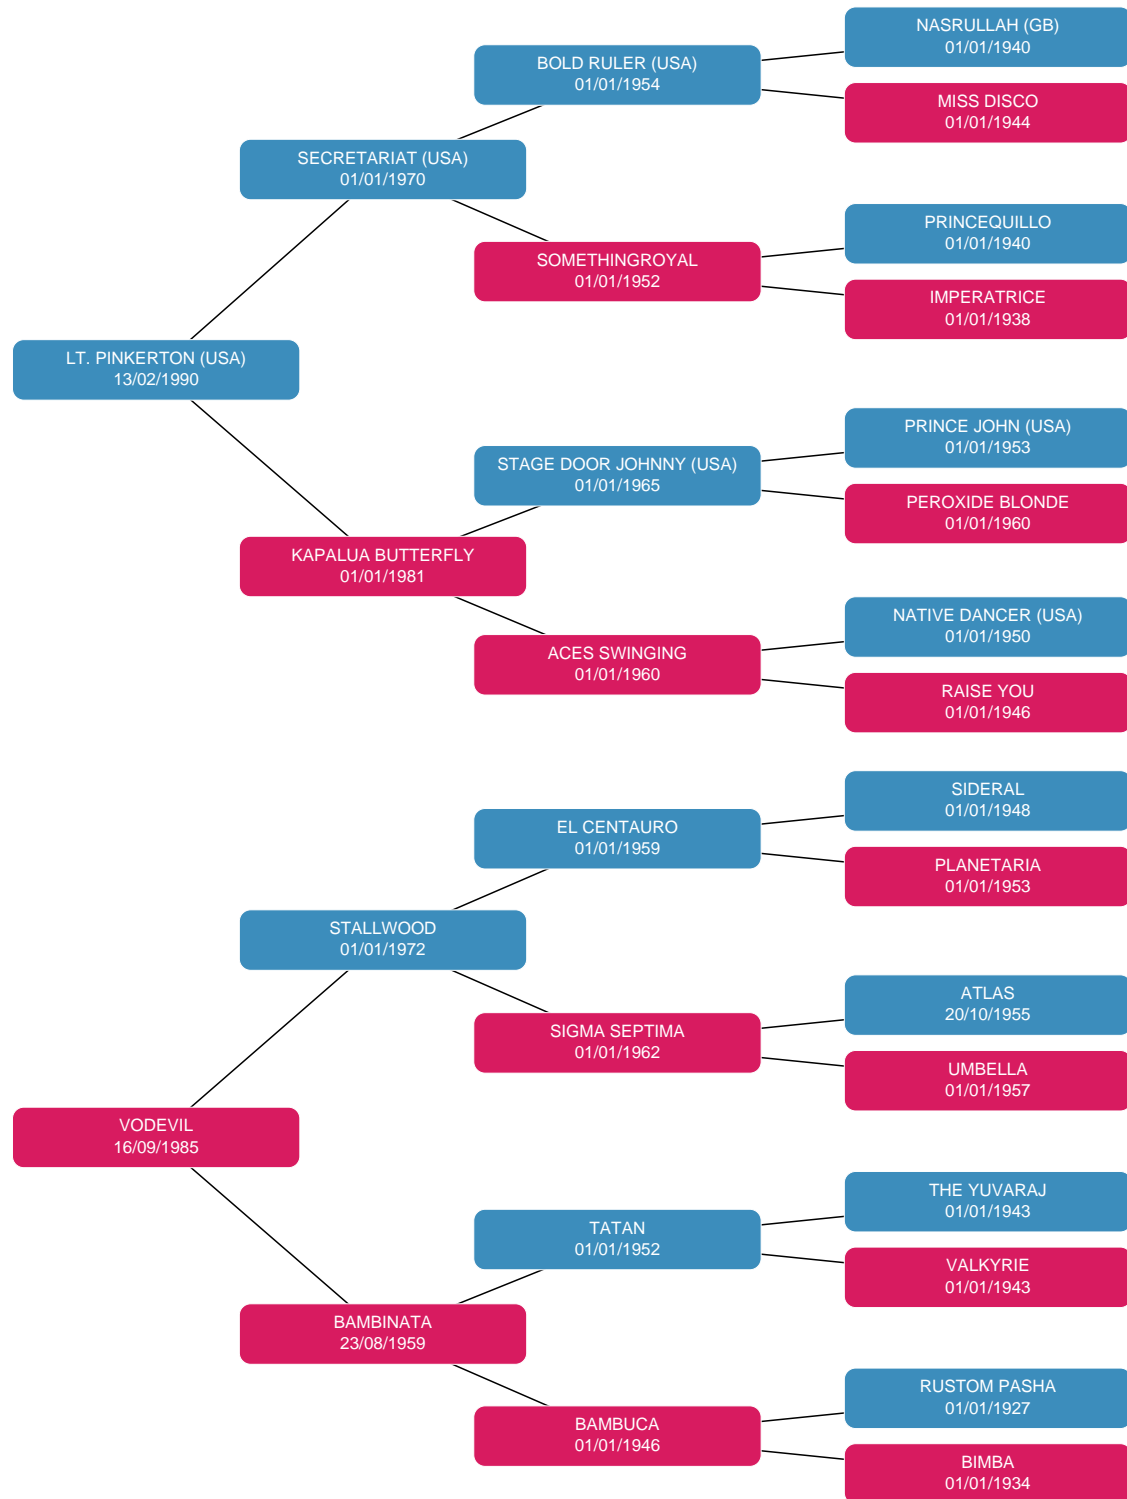 NASRULLAH (GB)
01/01/1940
BOLD RULER (USA)
01/01/1954
MISS DISCO
01/01/1944
SECRETARIAT (USA)
01/01/1970
PRINCEQUILLO
01/01/1940
SOMETHINGROYAL
01/01/1952
IMPERATRICE
01/01/1938
LT. PINKERTON (USA)
13/02/1990
PRINCE JOHN (USA)
01/01/1953
STAGE DOOR JOHNNY (USA)
01/01/1965
PEROXIDE BLONDE
01/01/1960
KAPALUA BUTTERFLY
01/01/1981
NATIVE DANCER (USA)
01/01/1950
ACES SWINGING
01/01/1960
RAISE YOU
01/01/1946
SIDERAL
01/01/1948
EL CENTAURO
01/01/1959
PLANETARIA
01/01/1953
STALLWOOD
01/01/1972
ATLAS
20/10/1955
SIGMA SEPTIMA
01/01/1962
UMBELLA
01/01/1957
VODEVIL
16/09/1985
THE YUVARAJ
01/01/1943
TATAN
01/01/1952
VALKYRIE
01/01/1943
BAMBINATA
23/08/1959
RUSTOM PASHA
01/01/1927
BAMBUCA
01/01/1946
BIMBA
01/01/1934